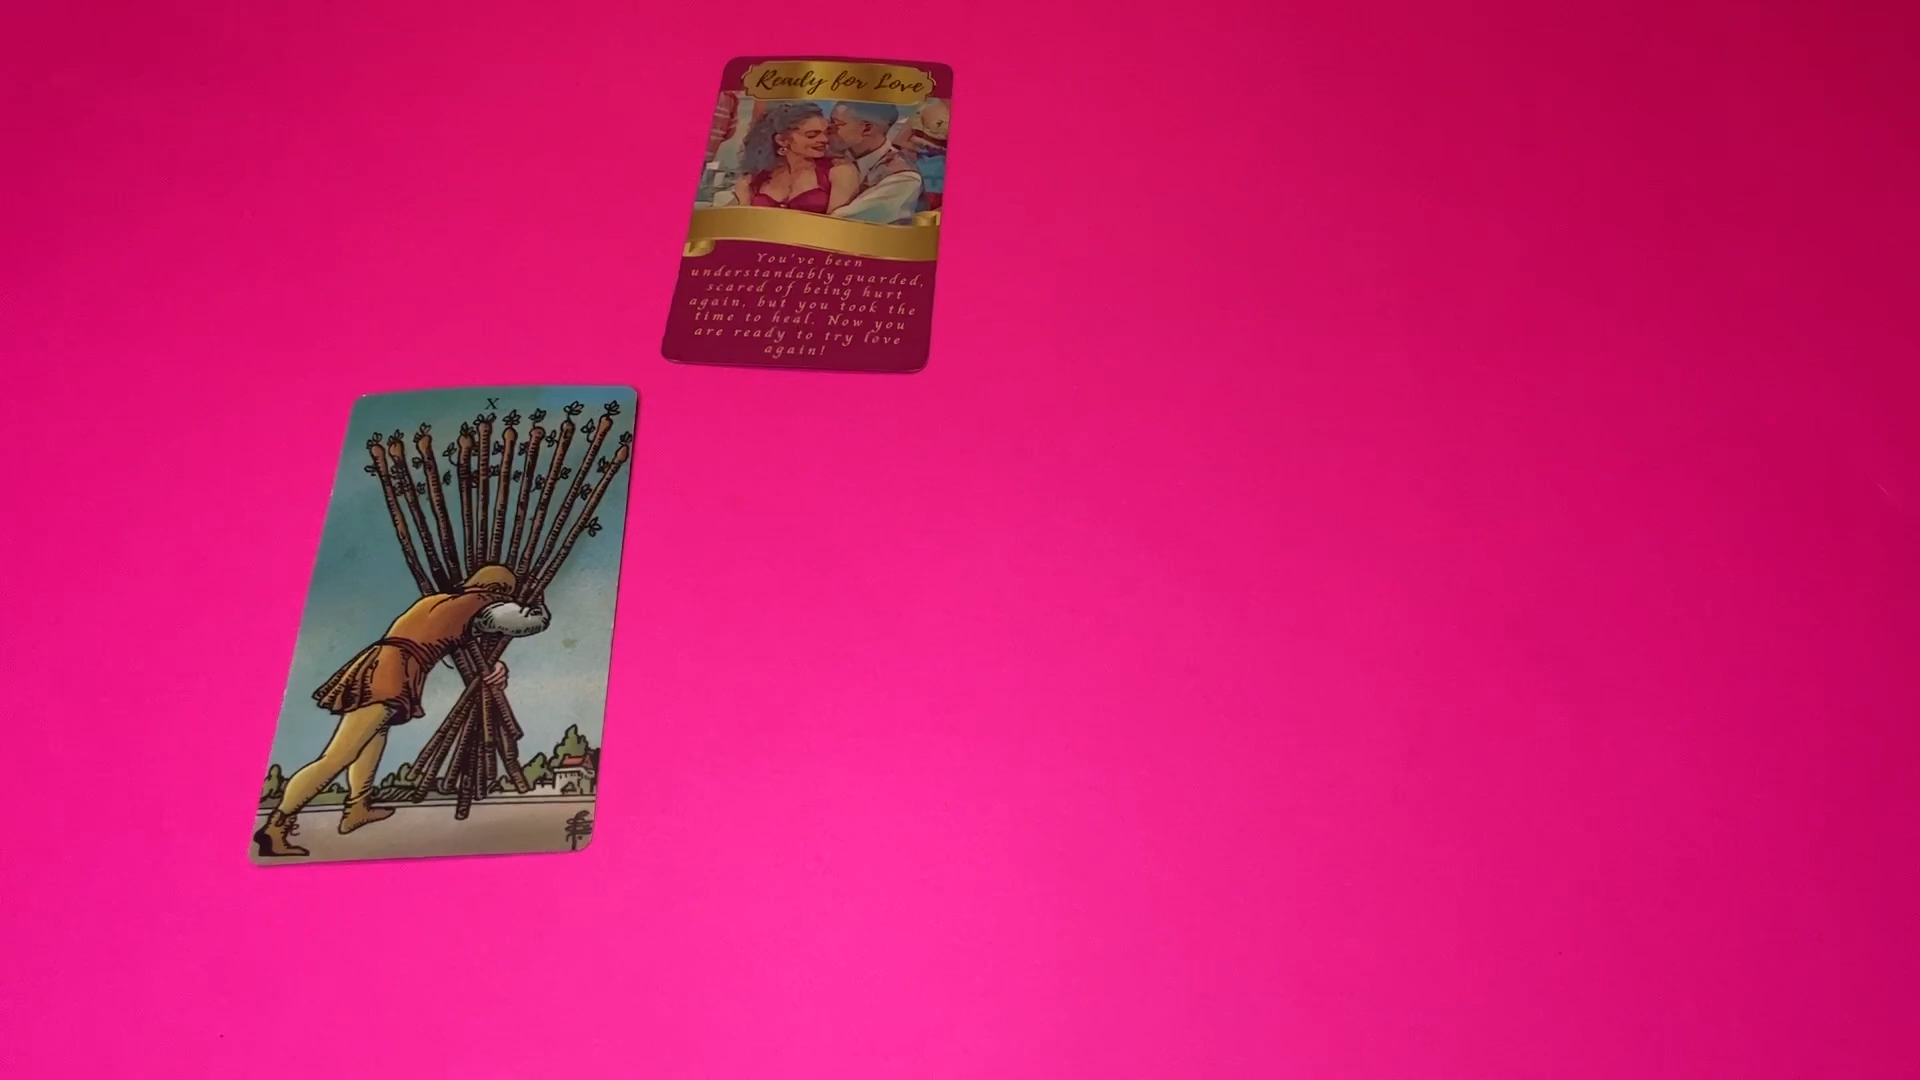 Ready for Love
You've been
understandably guarded,
scared of being hurt
again, but you took the
time to heal. Now you
are ready to try love
again!
X